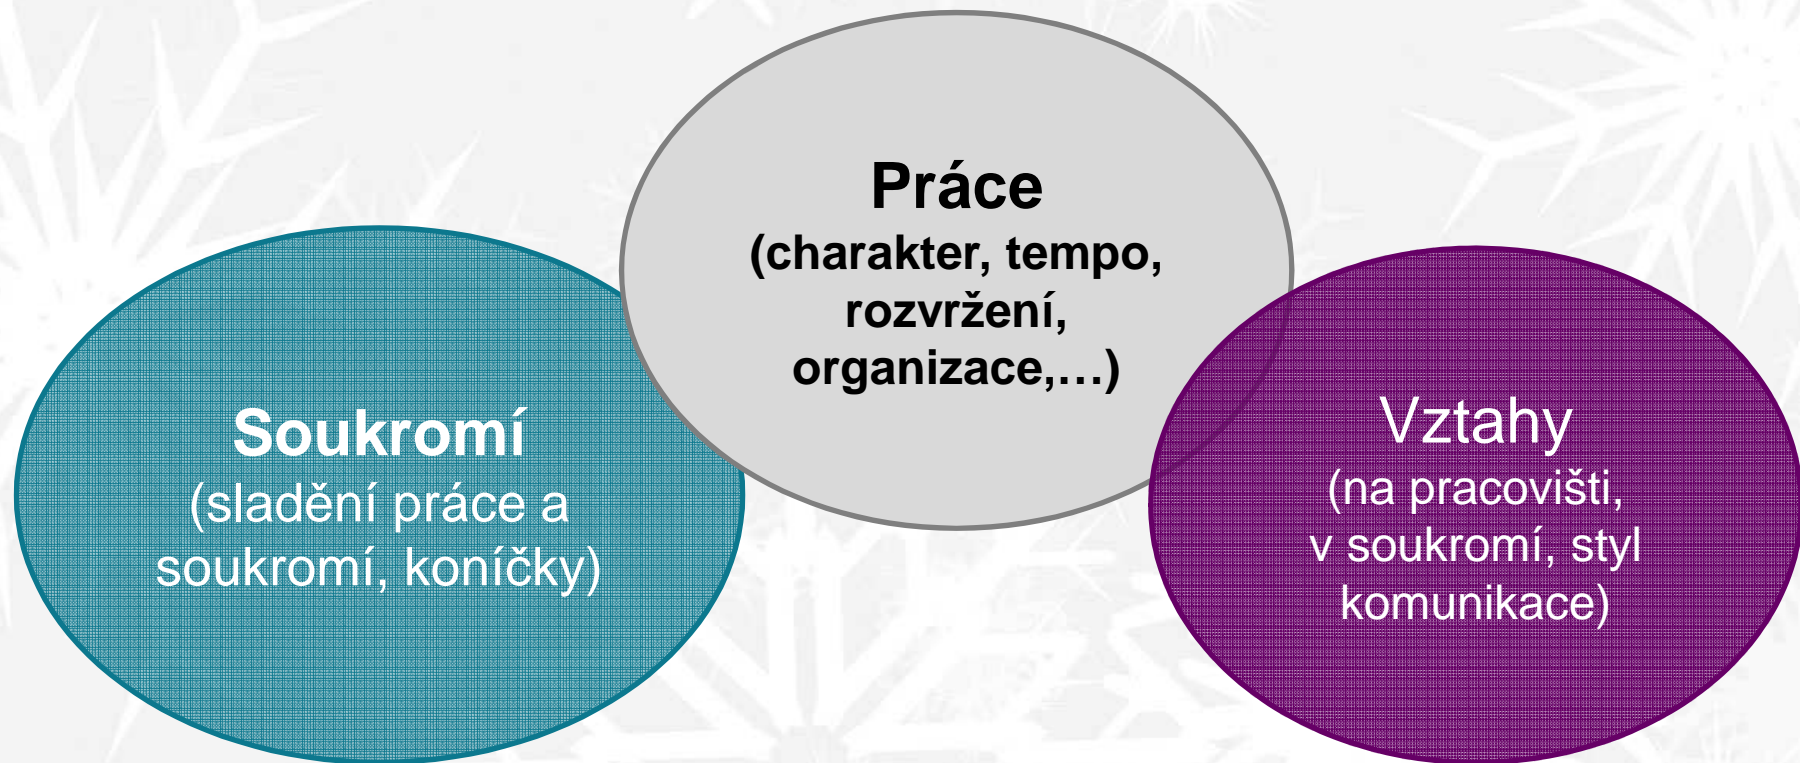 Práce
(charakter, tempo,
rozvržení,
organizace,…)
Soukromí
(sladění práce a
soukromí, koníčky)
Vztahy
(na pracovišti,
v soukromí, styl
komunikace)